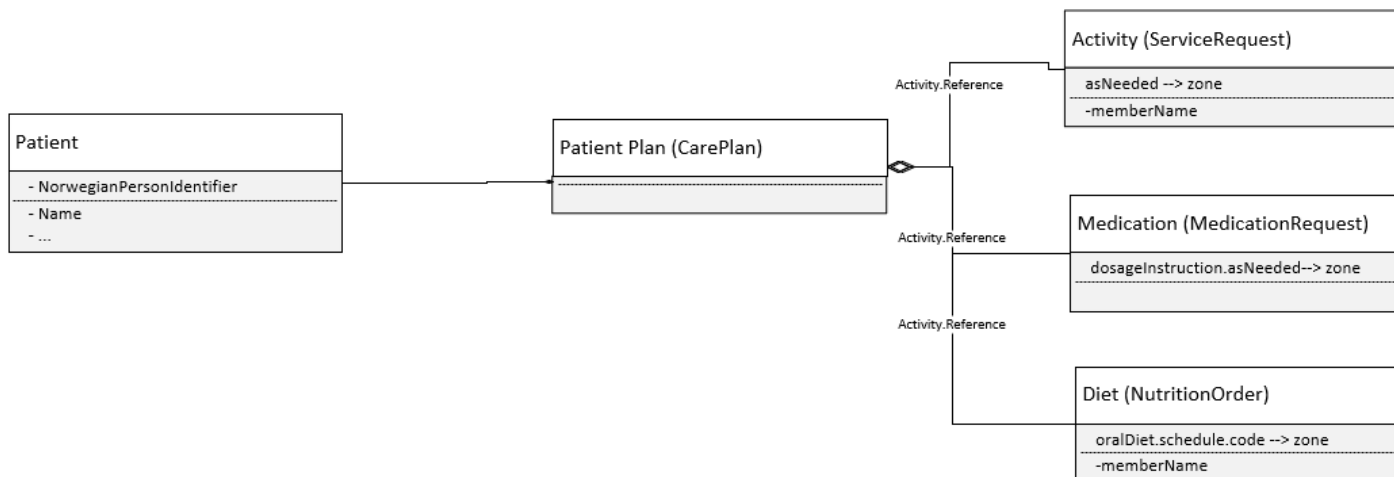 Patient
- NorwegianPersonIdentifier
- Name
- ...
Patient Plan (CarePlan)
Activity.Reference
Activity.Reference
Activity.Reference
Activity (ServiceRequest)
asNeeded --> zone
-memberName
Medication (MedicationRequest)
dosageInstruction.asNeeded--> zone
Diet (NutritionOrder)
oralDiet.schedule.code --> zone
-memberName